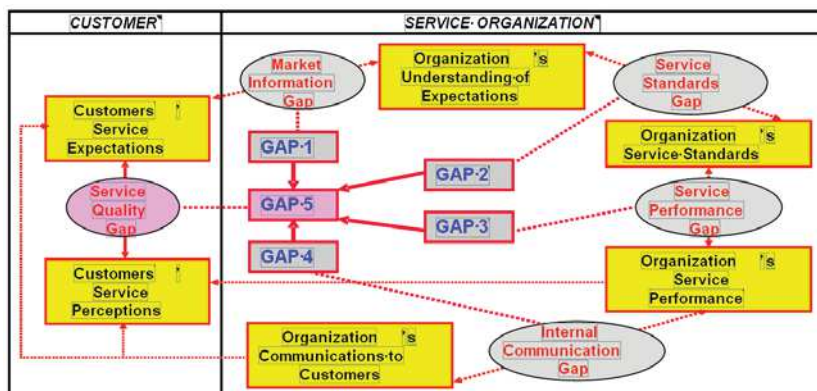 CUSTOMER
SERVICE· ORGANIZATION
Market
Information
Gap
Organization 's
Understanding·of
Expectations
Service
Standards
Gap
Customers '
Service
Expectations
GAP·1
Organization 's
Service·Standards
GAP·2
Service
Quality
Gap
GAP·5
Service
Performance
Gap
GAP·3
GAP·4
Customers '
Service
Perceptions
Organization 's
Service
Performance
Organization 's
Communications·to
Customers
Internal
Communication
Gap